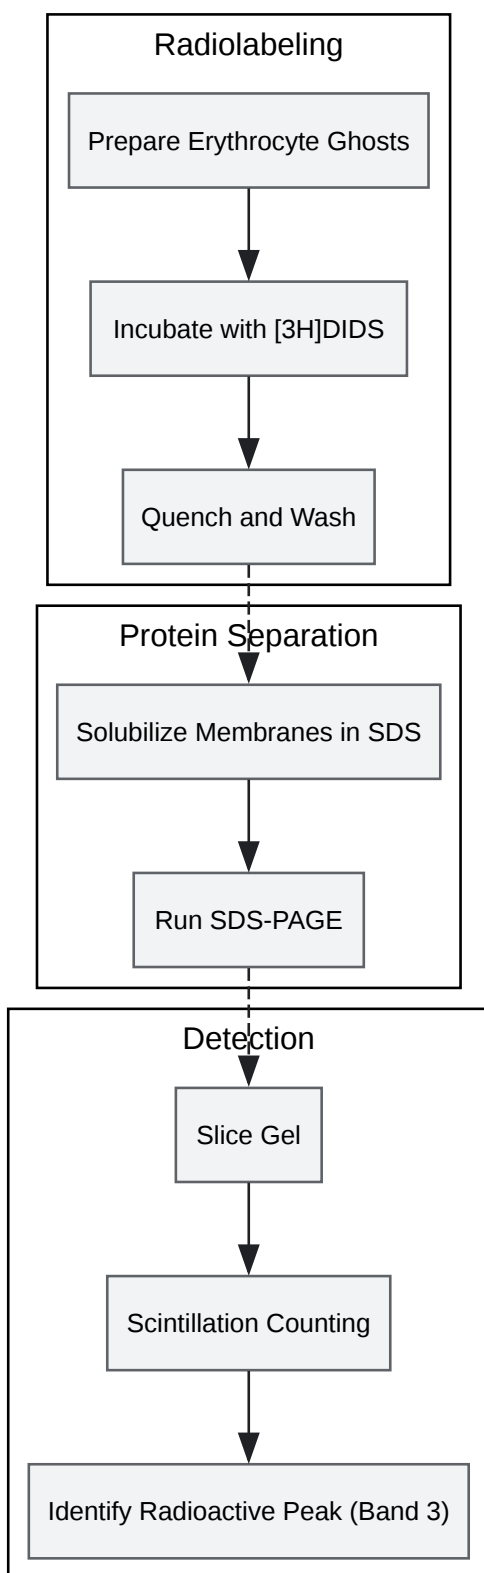 Radiolabeling
Prepare Erythrocyte Ghosts
Incubate with [3H]DIDS
Quench and Wash
Protein Separation
Solubilize Membranes in SDS
Run SDS-PAGE
Detection
Slice Gel
Scintillation Counting
Identify Radioactive Peak (Band 3)